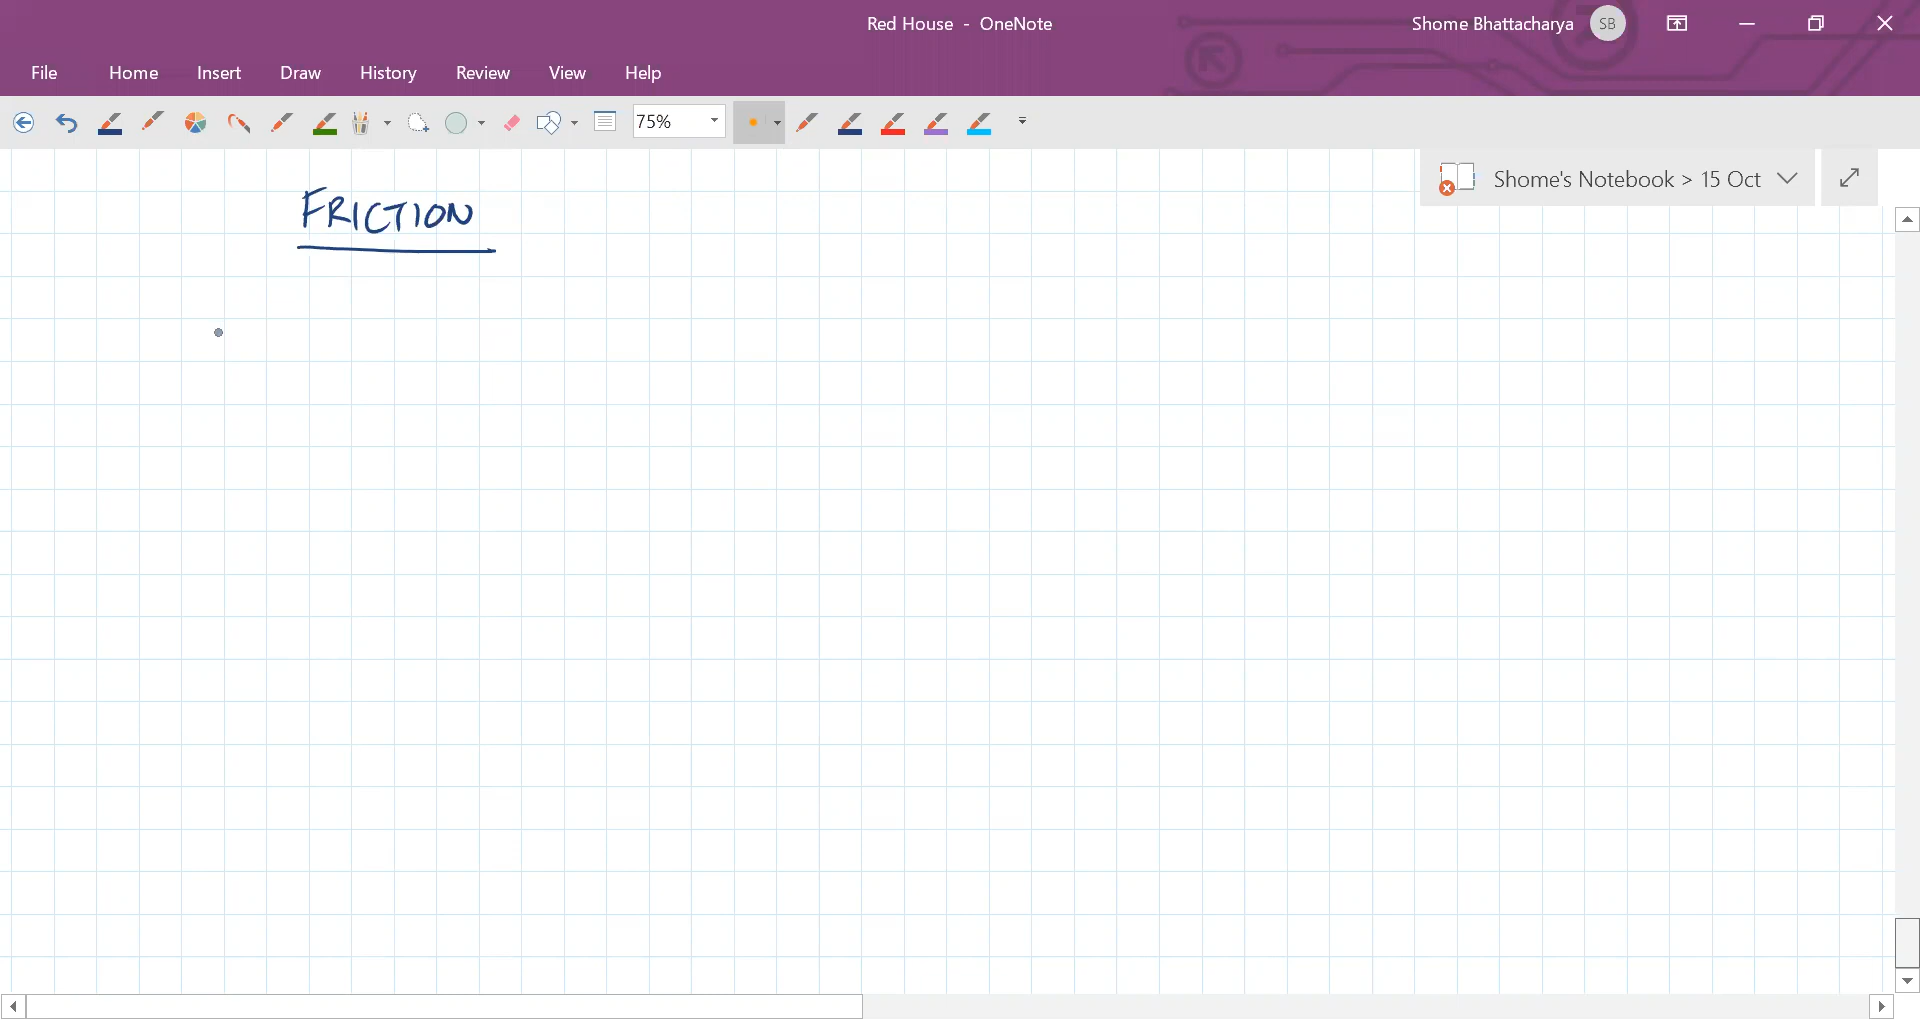 Red House - OneNote
Shome Bhattacharya SB
File Home Insert Draw History Review View Help
75%
Shome's Notebook > 15 Oct
FRICTION